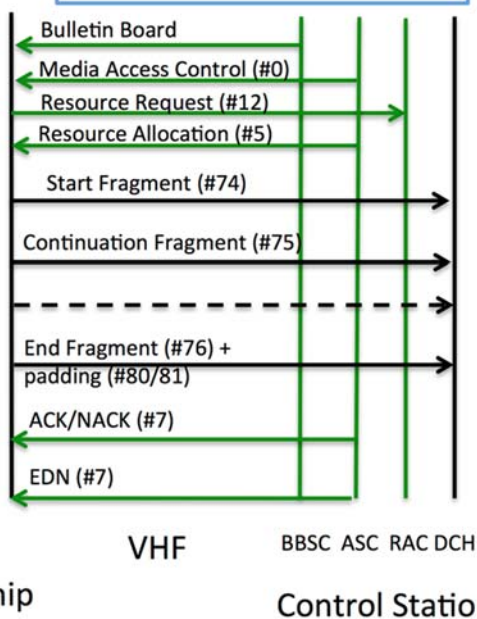 Bulletin Board
Media Access Control (#0)
Resource Request (#12)
Resource Allocation (#5)
Start Fragment (#74)
Continuation Fragment (#75)
End Fragment (#76) +
padding (#80/81)
ACK/NACK (#7)
EDN (#7)
VHF
BBSC ASC RAC DCH
hip
Control Statio